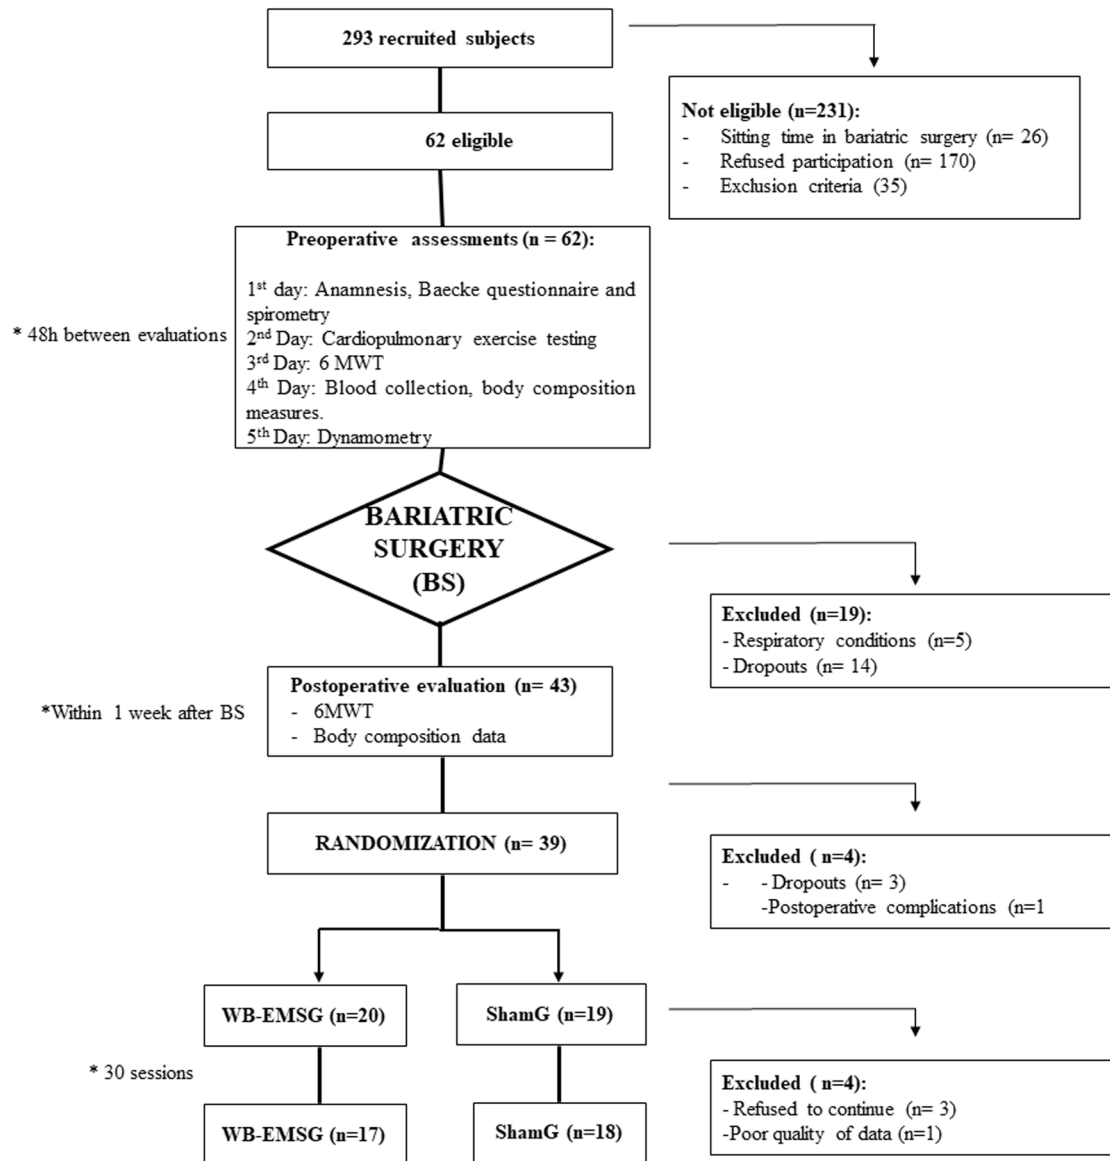 293 recruited subjects
Not eligible (n=231):
- Sitting time in bariatric surgery (n= 26)
- Refused participation (n= 170)
- Exclusion criteria (35)
62 eligible
Preoperative assessments (n = 62):
1st day: Anamnesis, Baecke questionnaire and
spirometry
2nd Day: Cardiopulmonary exercise testing
3rd Day: 6 MWT
4th Day: Blood collection, body composition
measures.
5th Day: Dynamometry
* 48h between evaluations
BARIATRIC
SURGERY
(BS)
Excluded (n=19):
- Respiratory conditions (n=5)
- Dropouts (n= 14)
Postoperative evaluation (n= 43)
- 6MWT
- Body composition data
*Within 1 week after BS
RANDOMIZATION (n= 39)
Excluded ( n=4):
- - Dropouts (n= 3)
-Postoperative complications (n=1
WB-EMSG (n=20)
ShamG (n=19)
* 30 sessions
Excluded ( n=4):
- Refused to continue (n= 3)
-Poor quality of data (n=1)
WB-EMSG (n=17)
ShamG (n=18)